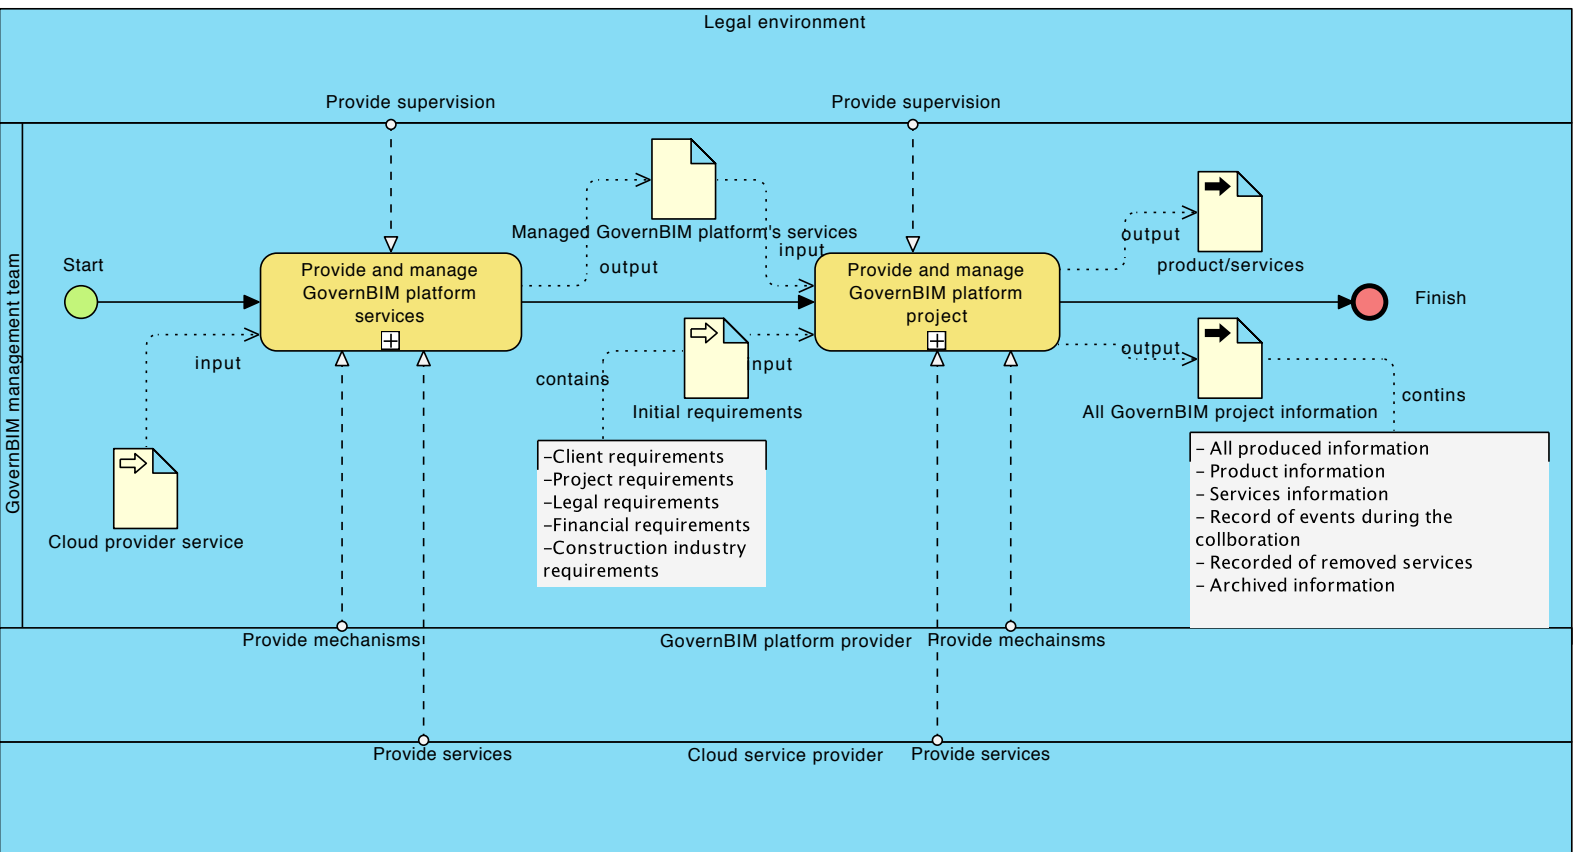 Legal environment
Provide supervision
Provide supervision
GovernBIM management team
Start
Managed GovernBIM platform's services
Provide and manage
GovernBIM platform
services
output
input
Provide and manage
GovernBIM platform
project
output
product/services
Finish
input
Cloud provider service
contains
input
Initial requirements
-Client requirements
-Project requirements
-Legal requirements
-Financial requirements
-Construction industry
requirements
output
All GovernBIM project information
contins
- All produced information
- Product information
- Services information
- Record of events during the
collboration
- Recorded of removed services
- Archived information
Provide mechanisms
GovernBIM platform provider
Provide mechainsms
Provide services
Cloud service provider
Provide services